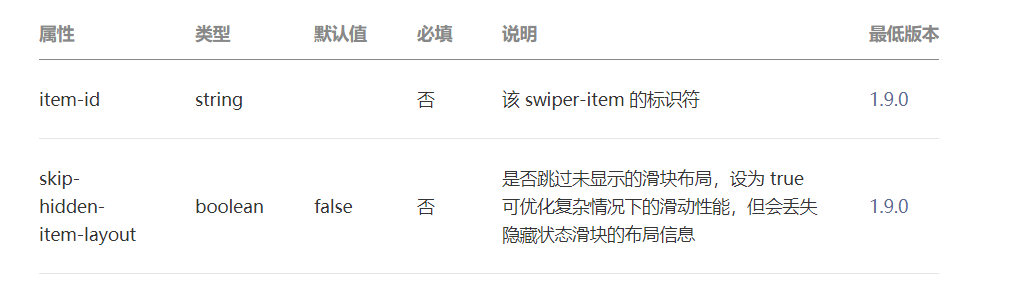 属性 类型 默认值 必填 说明 最低版本
item-id string 否 该 swiper-item 的标识符 1.9.0
skip-
hidden-
item-layout boolean false 否 是否跳过未显示的滑块布局，设为 true
可优化复杂情况下的滑动性能，但会丢失
隐藏状态滑块的布局信息 1.9.0